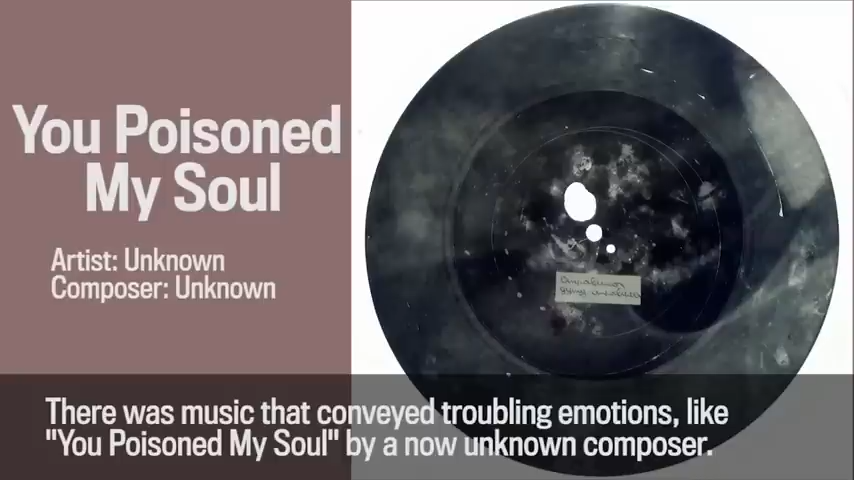 You Poisoned
My Soul
Artist: Unknown
Composer: Unknown
There was music that conveyed troubling emotions, like
"You Poisoned My Soul" by a now unknown composer.